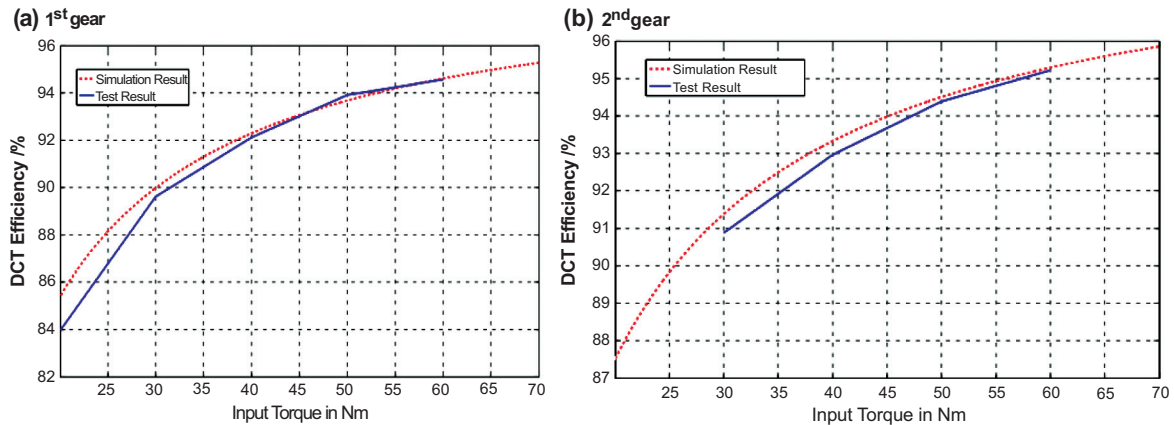 (a) 1st gear
96
94
92
90
88
86
84
82
DCT Efficiency /%
Simulation Result
Test Result
25 30 35 40 45 50 55 60 65 70
Input Torque in Nm
(b) 2nd gear
96
95
94
93
92
91
90
89
88
87
DCT Efficiency /%
Simulation Result
Test Result
25 30 35 40 45 50 55 60 65 70
Input Torque in Nm